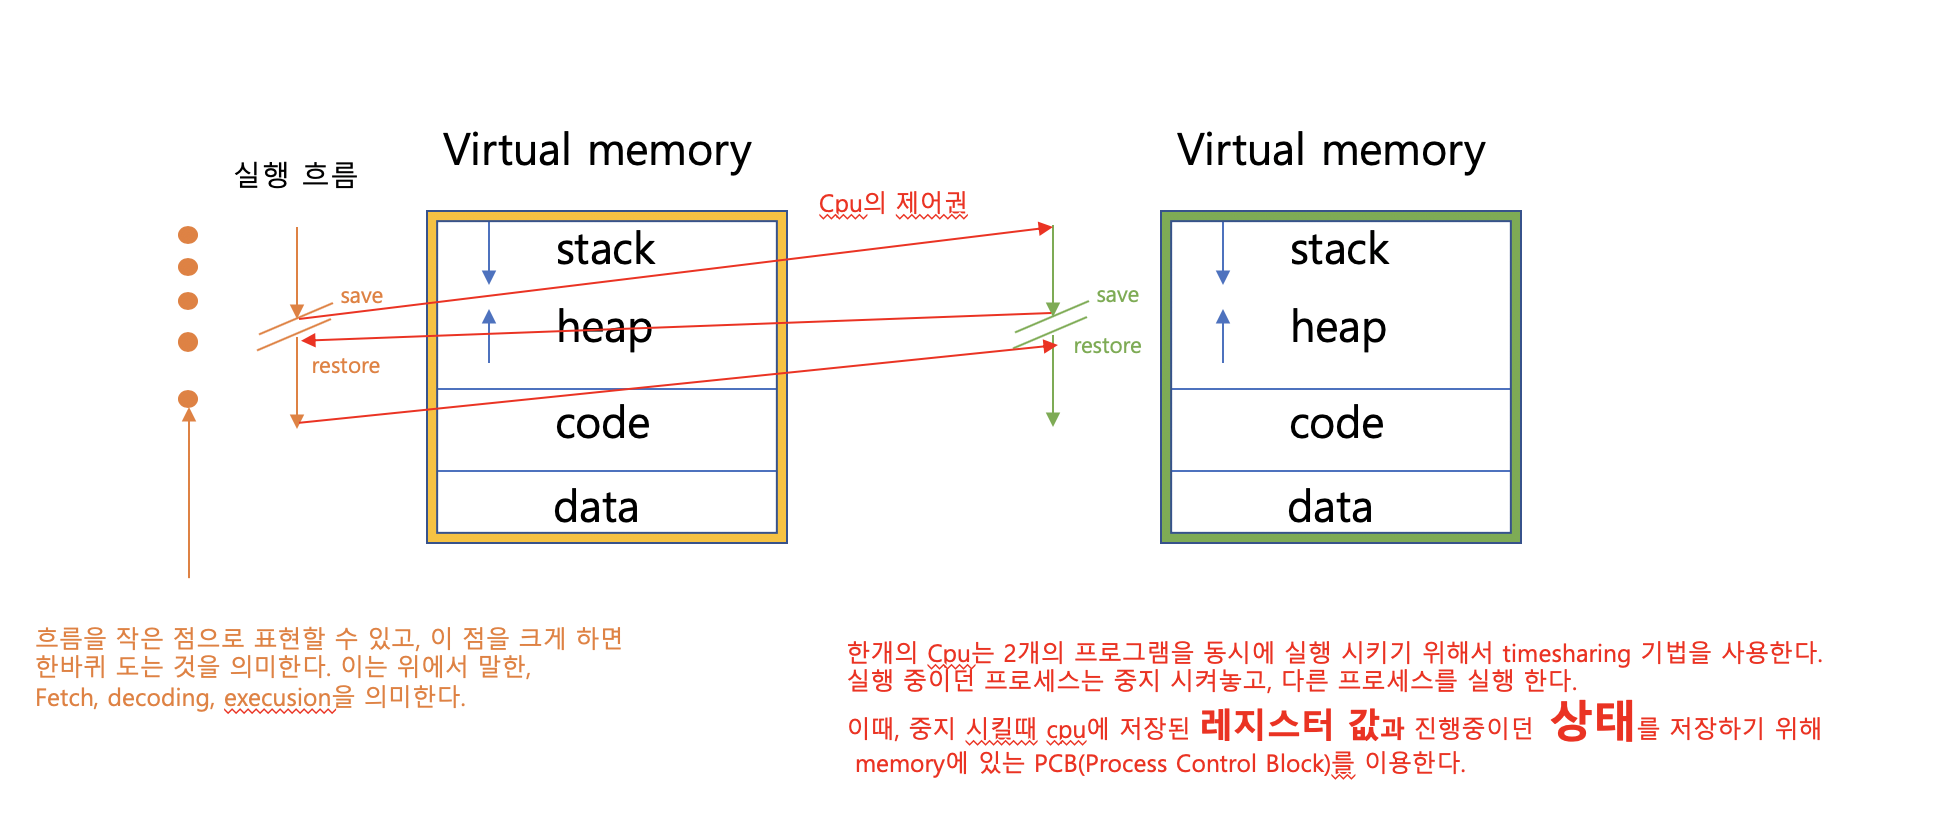 실행 흐름
Virtual memory
Virtual memory
Cpu의 제어권
stack
heap
code
data
save
restore
save
restore
stack
heap
code
data
흐름을 작은 점으로 표현할 수 있고, 이 점을 크게 하면
한바퀴 도는 것을 의미한다. 이는 위에서 말한,
Fetch, decoding, execusion을 의미한다.
한개의 Cpu는 2개의 프로그램을 동시에 실행 시키기 위해서 timesharing 기법을 사용한다.
실행 중이던 프로세스는 중지 시켜놓고, 다른 프로세스를 실행 한다.
이때, 중지 시킬때 cpu에 저장된 레지스터 값과 진행중이던 상태를 저장하기 위해
memory에 있는 PCB(Process Control Block)를 이용한다.